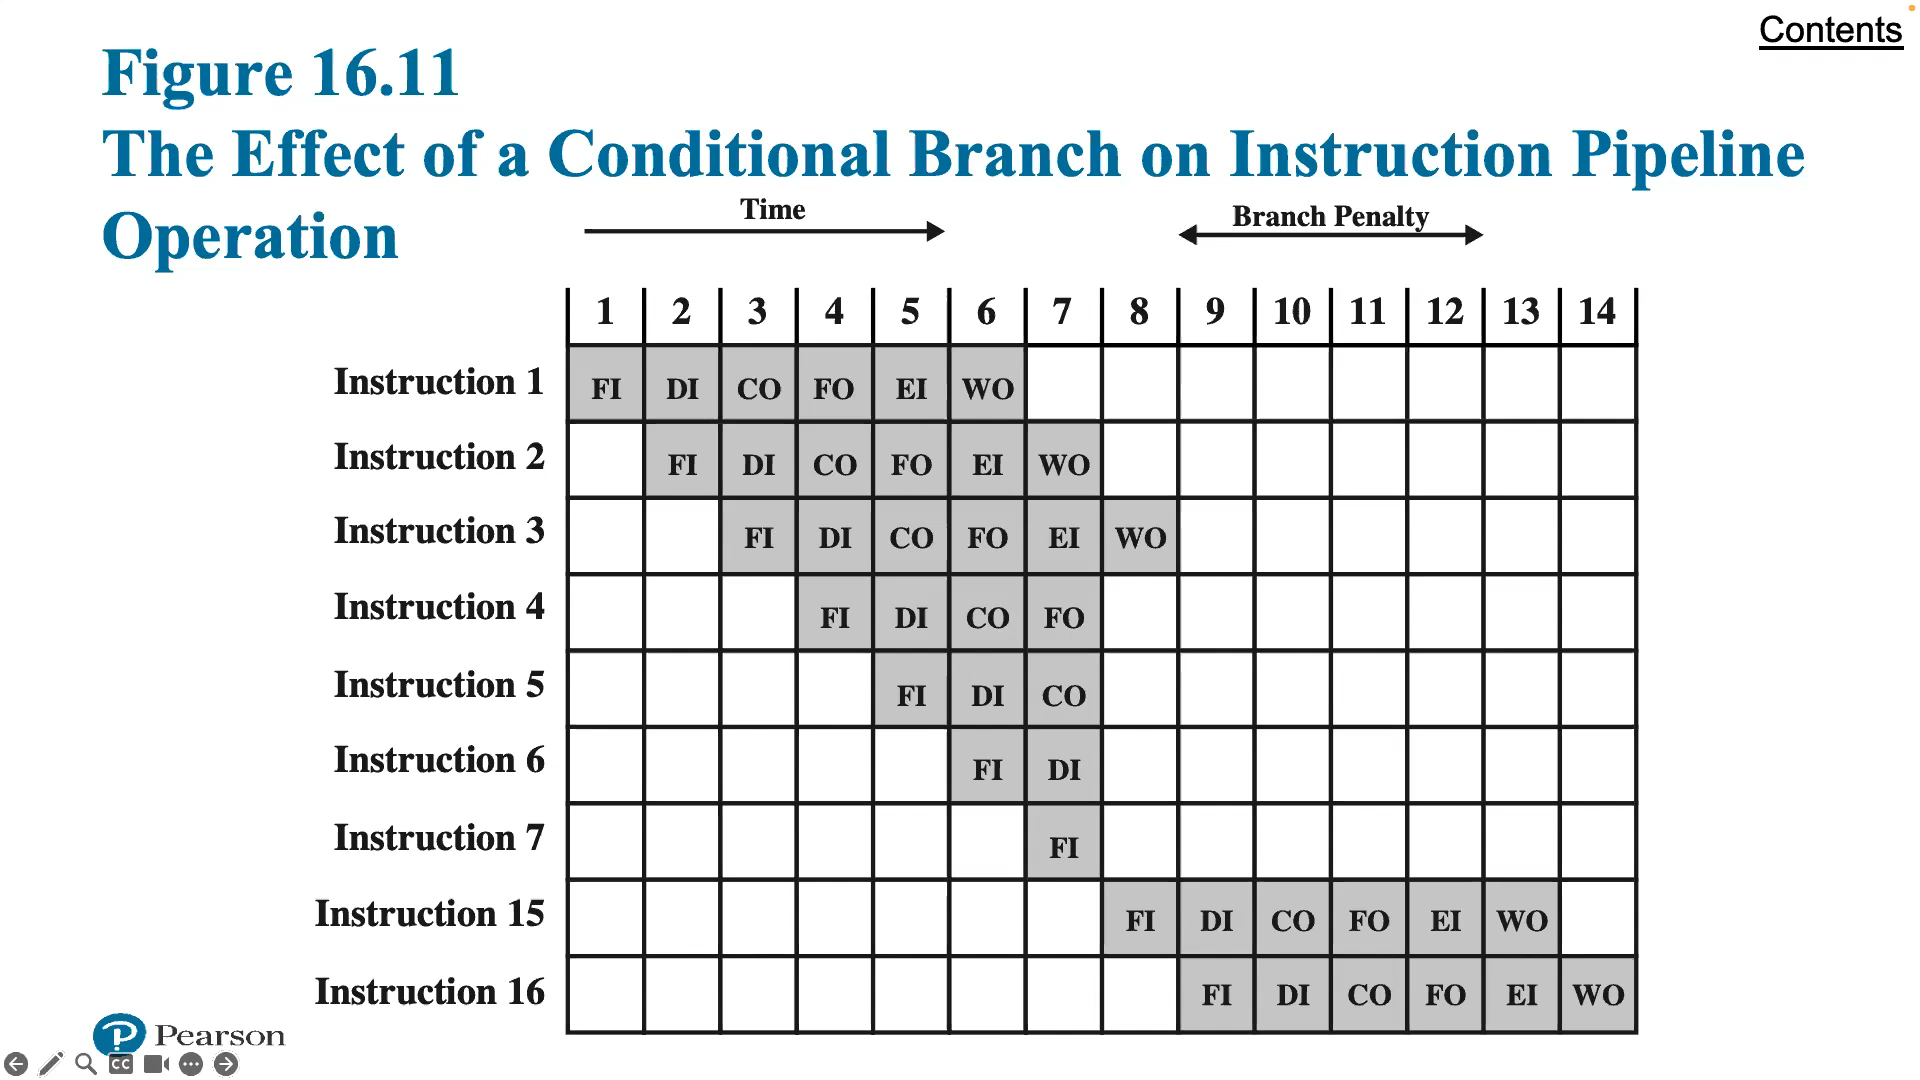 Contents
Figure 16.11
The Effect of a Conditional Branch on Instruction Pipeline
Operation
Time
Branch Penalty
1 2 3 4 5 6 7 8 9 10 11 12 13 14
Instruction 1 FI DI CO FO EI WO
Instruction 2 FI DI CO FO EI WO
Instruction 3 FI DI CO FO EI WO
Instruction 4 FI DI CO FO
Instruction 5 FI DI CO
Instruction 6 FI DI
Instruction 7 FI
Instruction 15 FI DI CO FO EI WO
Instruction 16 FI DI CO FO EI WO
P Pearson
CC